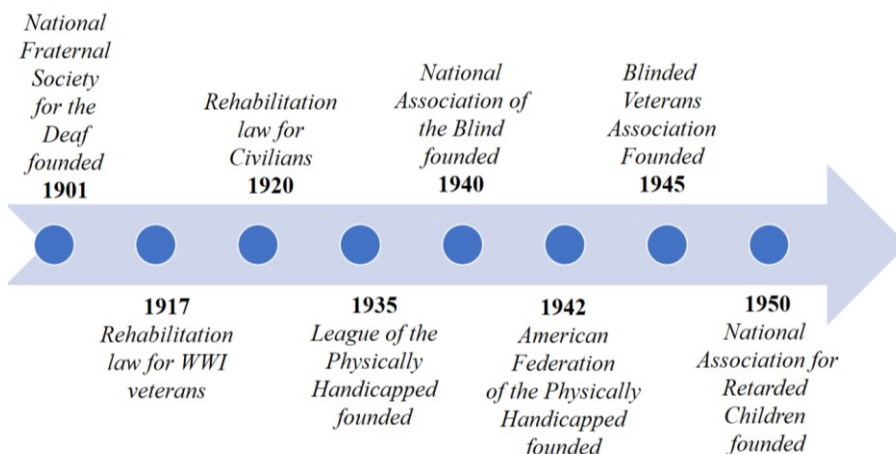 National
Fraternal
Society
for the
Deaf
founded
1901
1917
Rehabilitation
law for WWI
veterans
Rehabilitation
law for
Civilians
1920
1935
League of the
Physically
Handicapped
founded
National
Association of
the Blind
founded
1940
1942
American
Federation
of the Physically
Handicapped
founded
Blinded
Veterans
Association
Founded
1945
1950
National
Association for
Retarded
Children
founded